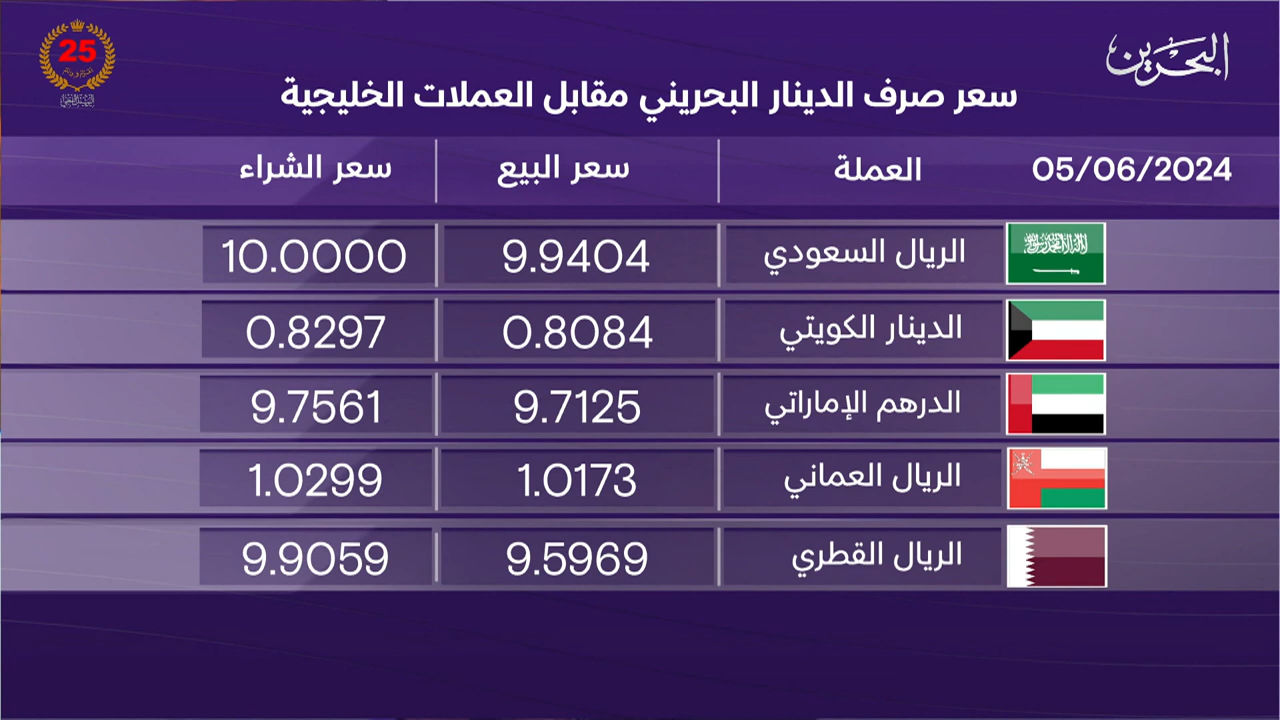 البحرين
25
سعر صرف الدينار البحريني مقابل العملات الخليجية
05/06/2024 العملة سعر البيع سعر الشراء
الريال السعودي 9.9404 10.0000
الدينار الكويتي 0.8084 0.8297
الدرهم الإماراتي 9.7125 9.7561
الريال العماني 1.0173 1.0299
الريال القطري 9.5969 9.9059